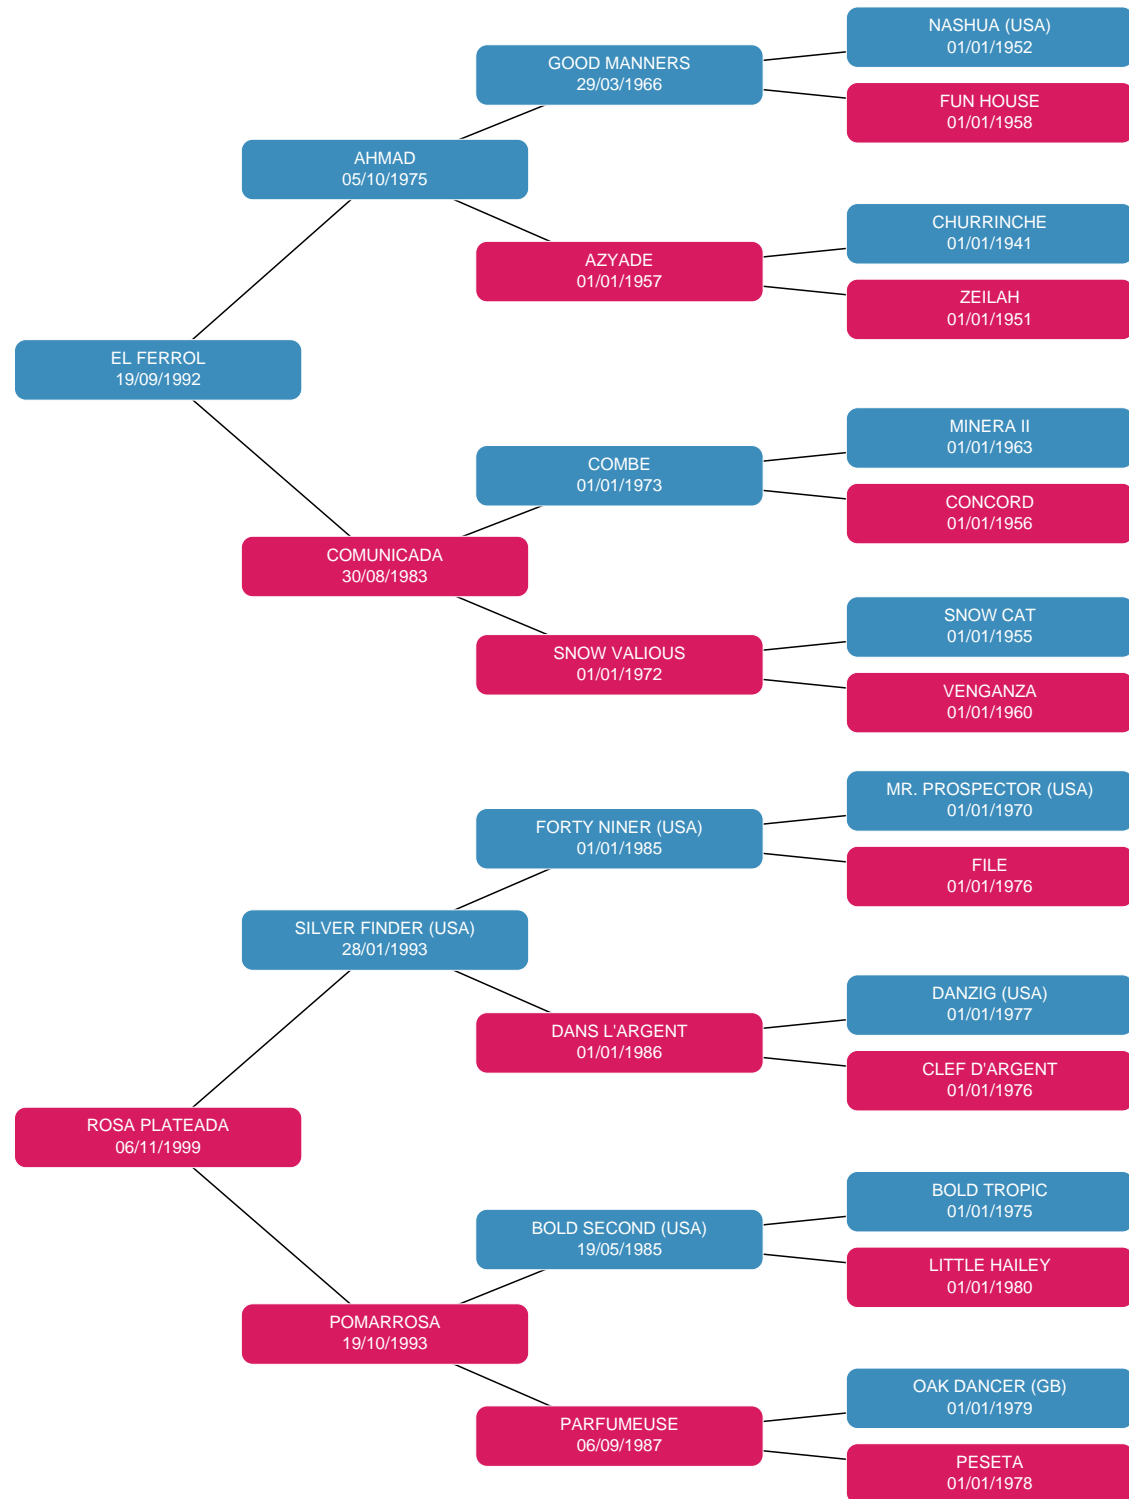 NASHUA (USA)
01/01/1952
GOOD MANNERS
29/03/1966
FUN HOUSE
01/01/1958
AHMAD
05/10/1975
CHURRINCHE
01/01/1941
AZYADE
01/01/1957
ZEILAH
01/01/1951
EL FERROL
19/09/1992
MINERA II
01/01/1963
COMBE
01/01/1973
CONCORD
01/01/1956
COMUNICADA
30/08/1983
SNOW CAT
01/01/1955
SNOW VALIOUS
01/01/1972
VENGANZA
01/01/1960
MR. PROSPECTOR (USA)
01/01/1970
FORTY NINER (USA)
01/01/1985
FILE
01/01/1976
SILVER FINDER (USA)
28/01/1993
DANZIG (USA)
01/01/1977
DANS L'ARGENT
01/01/1986
CLEF D'ARGENT
01/01/1976
ROSA PLATEADA
06/11/1999
BOLD TROPIC
01/01/1975
BOLD SECOND (USA)
19/05/1985
LITTLE HAILEY
01/01/1980
POMARROSA
19/10/1993
OAK DANCER (GB)
01/01/1979
PARFUMEUSE
06/09/1987
PESETA
01/01/1978